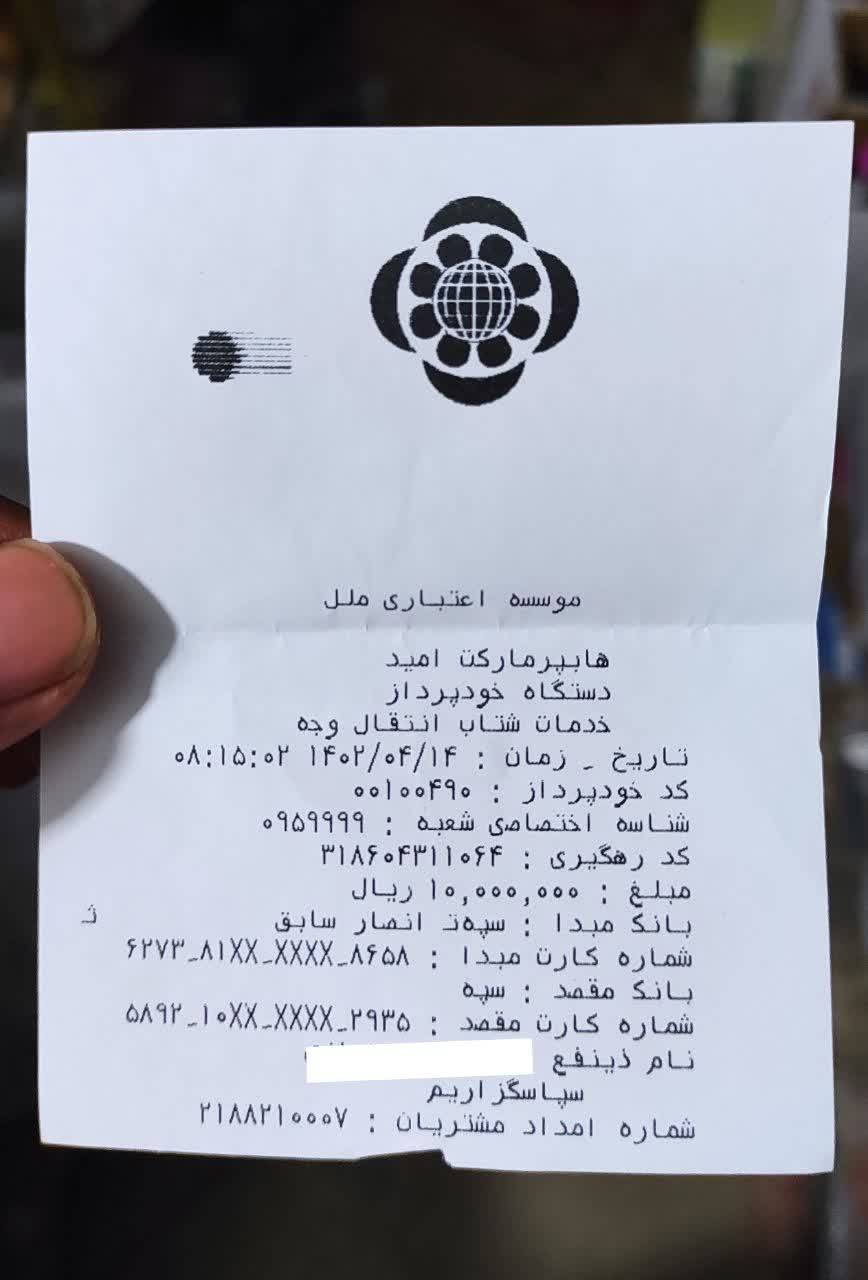 موسسه اعتباری ملل
هایپرمارکت امید
دستگاه خودپرداز
خدمات شتاب انتقال وجه
تاریخ - زمان : ۱۴۰۲/۰۴/۱۴ ۰۸:۱۵:۰۲
کد خودپرداز : ۰۰۱۰۰۴۹۰
شناسه اختصاصی شعبه : ۰۹۵۹۹۹۹
کد رهگیری : ۳۱۸۶۰۴۳۱۱۰۶۴
مبلغ : ۱۰,۰۰۰,۰۰۰ ریال
بانک مبدا : سپه‌ـ انصار سابق ث
شماره کارت مبدا : ۶۲۷۳_۸۱XX_XXXX_۸۶۵۸
بانک مقصد : سپه
شماره کارت مقصد : ۵۸۹۲_۱۰XX_XXXX_۲۹۳۵
نام ذینفع
سپاسگزاریم
شماره امداد مشتریان : ۲۱۸۸۲۱۰۰۰۷